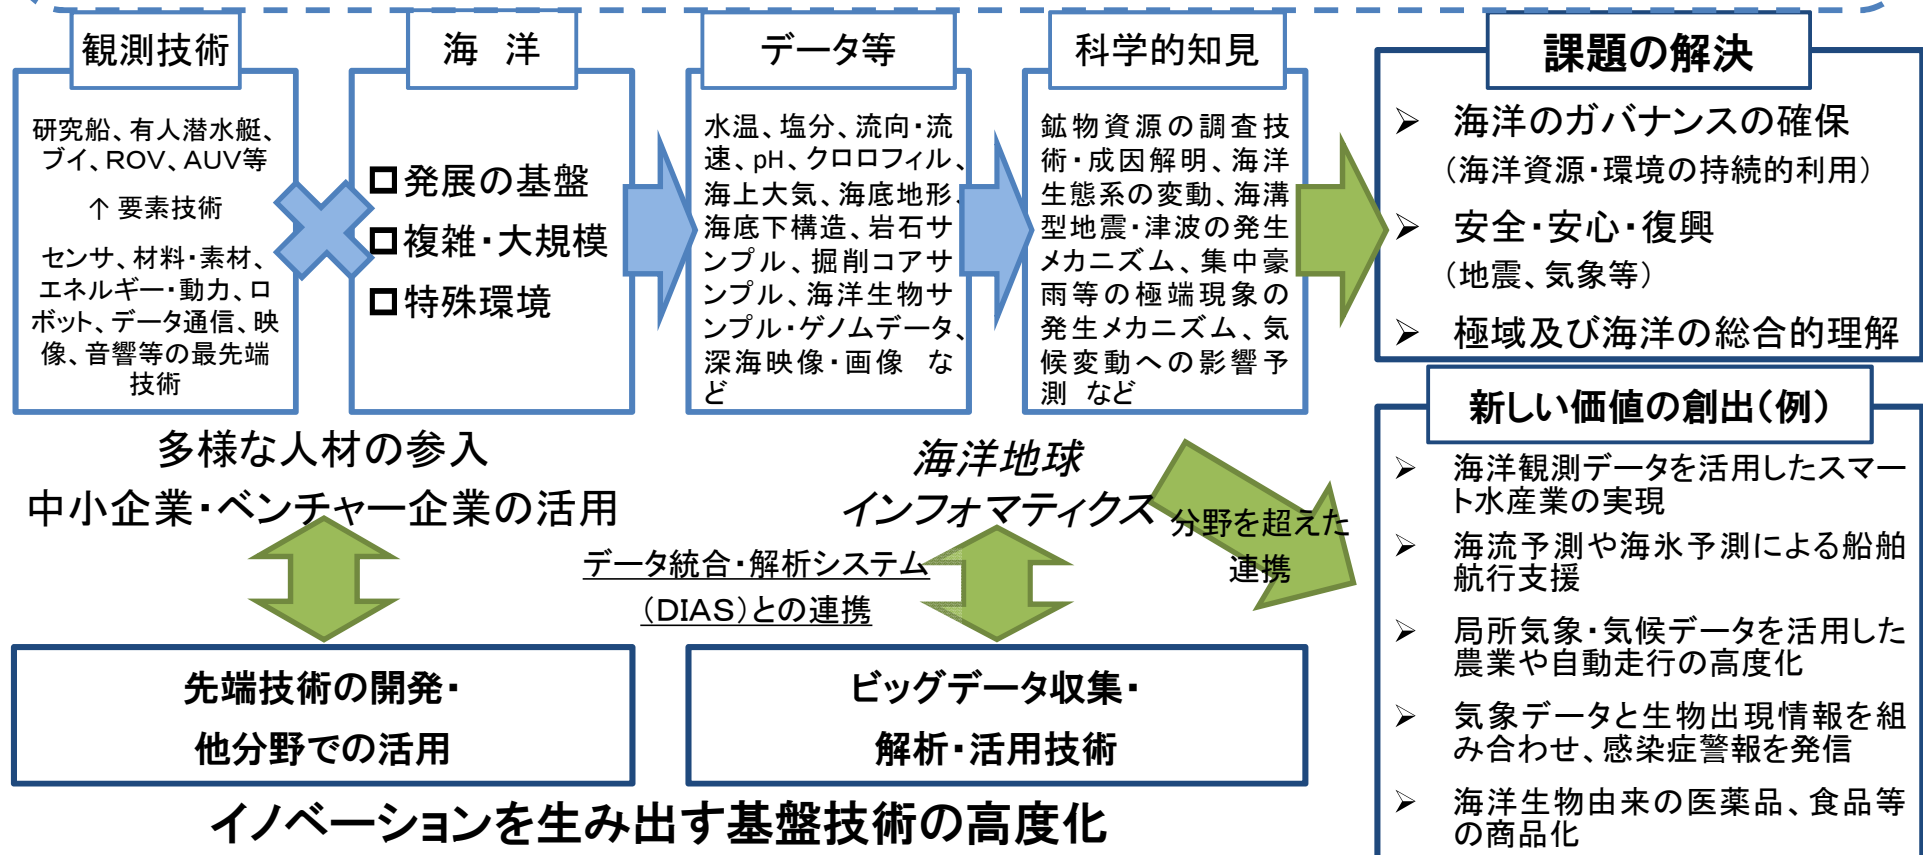 観測技術
研究船、有人潜水艇、
ブイ、ROV、AUV等
↑ 要素技術
センサ、材料・素材、
エネルギー・動力、ロ
ボット、データ通信、映
像、音響等の最先端
技術
海 洋
発展の基盤
複雑・大規模
特殊環境
データ等
水温、塩分、流向・流
速、pH、クロロフィル、
海上大気、海底地形、
海底下構造、岩石サ
ンプル、掘削コアサ
ンプル、海洋生物サ
ンプル・ゲノムデータ、
深海映像・画像 な
ど
科学的知見
鉱物資源の調査技
術・成因解明、海洋
生態系の変動、海溝
型地震・津波の発生
メカニズム、集中豪
雨等の極端現象の
発生メカニズム、気
候変動への影響予
測 など
課題の解決
➢ 海洋のガバナンスの確保
（海洋資源・環境の持続的利用）
➢ 安全・安心・復興
（地震、気象等）
➢ 極域及び海洋の総合的理解
多様な人材の参入
中小企業・ベンチャー企業の活用
海洋地球
インフォマティクス
分野を超えた
連携
データ統合・解析システム
（DIAS）との連携
先端技術の開発・
他分野での活用
ビッグデータ収集・
解析・活用技術
イノベーションを生み出す基盤技術の高度化
新しい価値の創出（例）
➢ 海洋観測データを活用したスマー
ト水産業の実現
➢ 海流予測や海氷予測による船舶
航行支援
➢ 局所気象・気候データを活用した
農業や自動走行の高度化
➢ 気象データと生物出現情報を組
み合わせ、感染症警報を発信
➢ 海洋生物由来の医薬品、食品等
の商品化